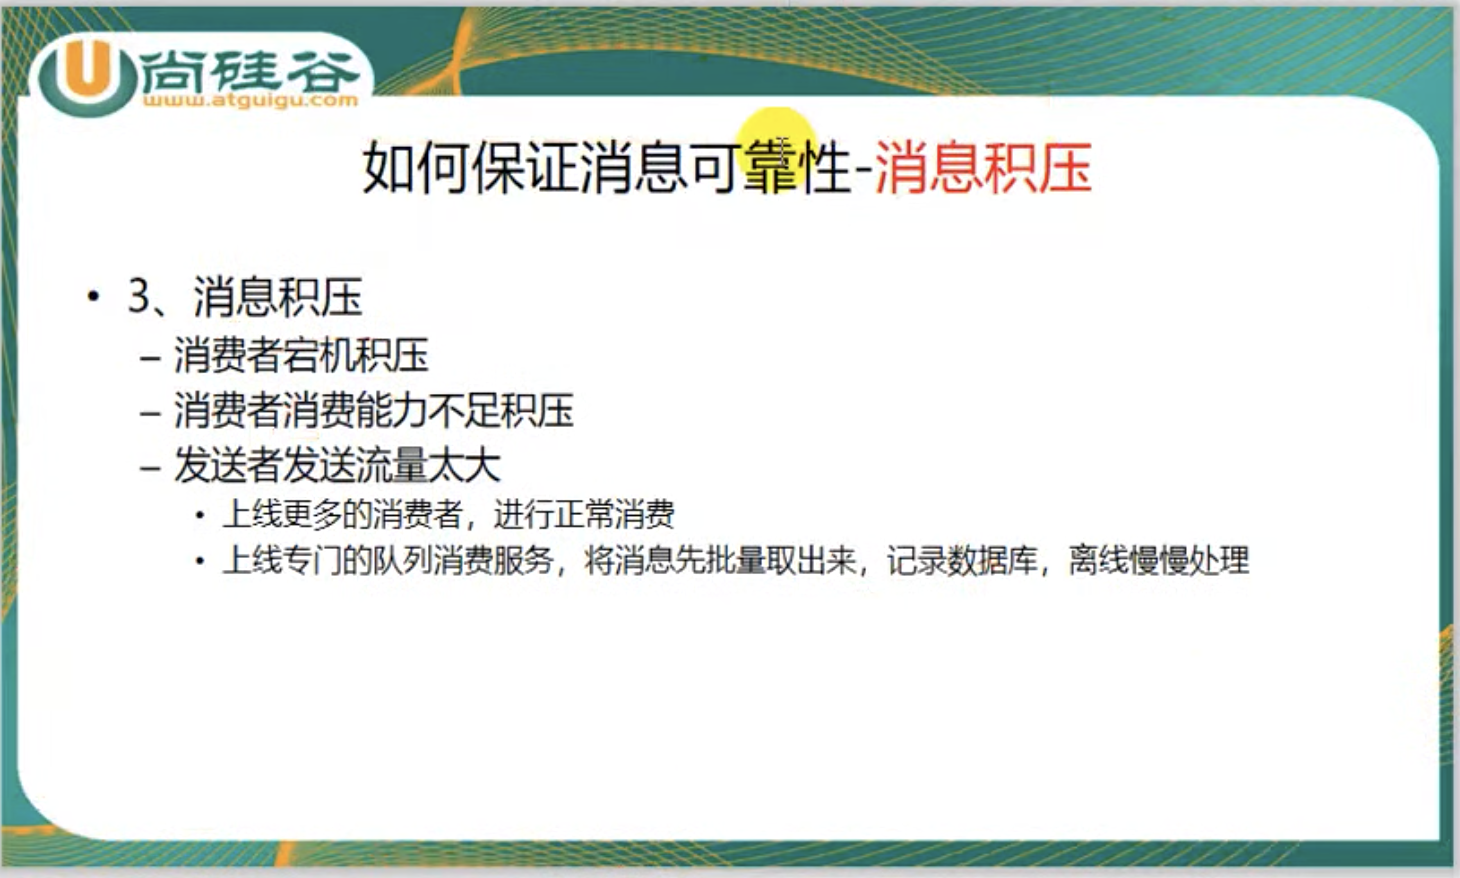 尚硅谷
www.atguigu.com
如何保证消息可靠性-消息积压
• 3、消息积压
– 消费者宕机积压
– 消费者消费能力不足积压
– 发送者发送流量太大
• 上线更多的消费者，进行正常消费
• 上线专门的队列消费服务，将消息先批量取出来，记录数据库，离线慢慢处理